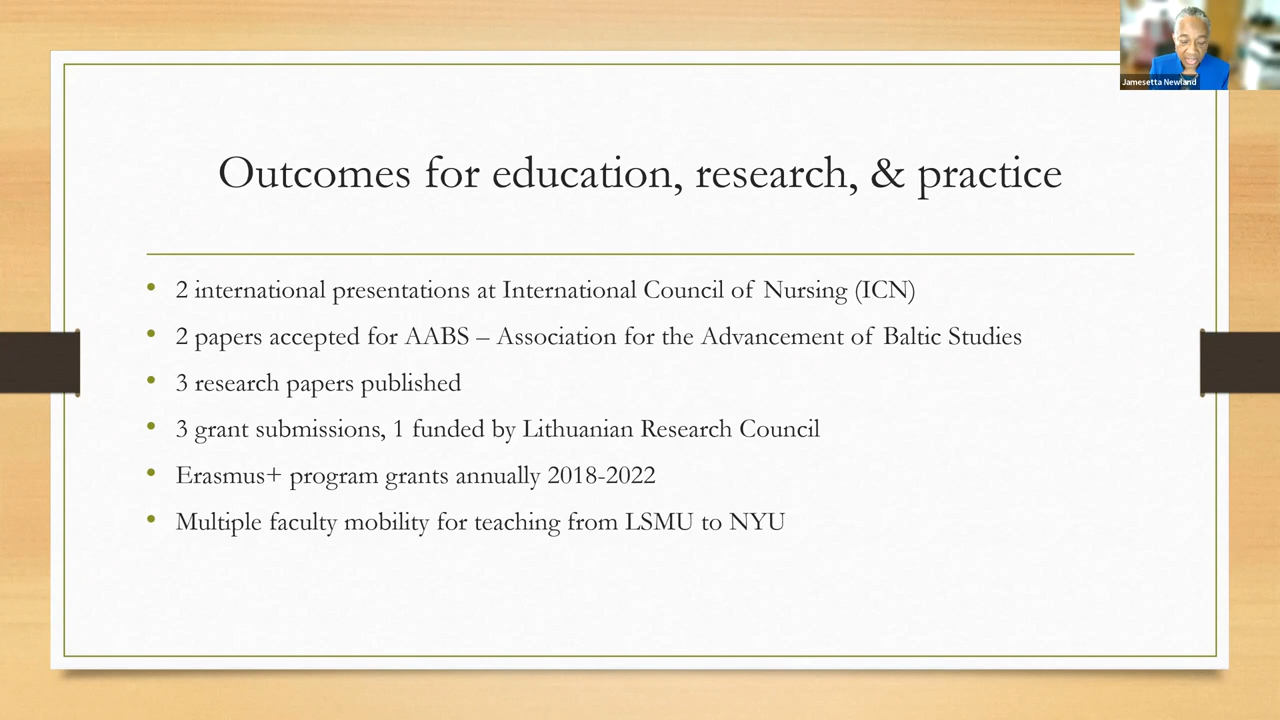 Jamesetta Newland
Outcomes for education, research, & practice
• 2 international presentations at International Council of Nursing (ICN)
• 2 papers accepted for AABS – Association for the Advancement of Baltic Studies
• 3 research papers published
• 3 grant submissions, 1 funded by Lithuanian Research Council
• Erasmus+ program grants annually 2018-2022
• Multiple faculty mobility for teaching from LSMU to NYU